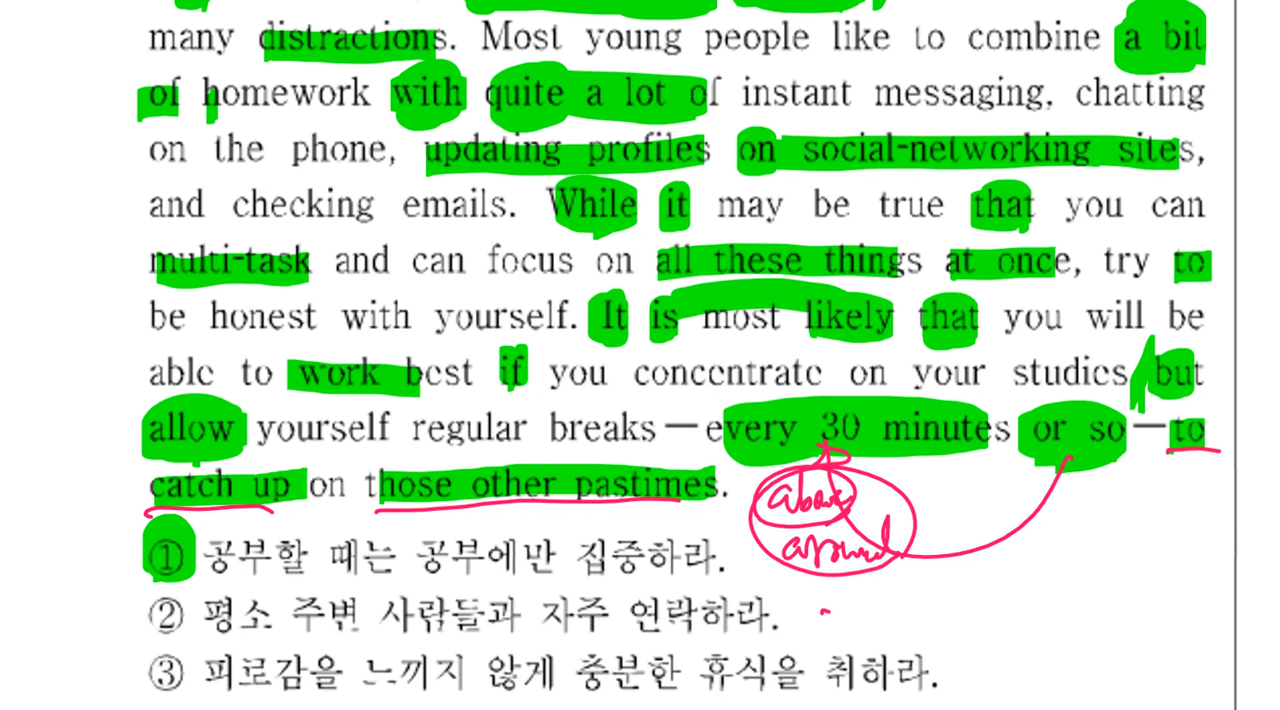 many distractions. Most young people like to combine a bit
of homework with quite a lot of instant messaging, chatting
on the phone, updating profiles on social-networking sites,
and checking emails. While it may be true that you can
multi-task and can focus on all these things at once, try to
be honest with yourself. It is most likely that you will be
able to work best if you concentrate on your studies but
allow yourself regular breaks—every 30 minutes or so—to
catch up on those other pastimes.
about
around
① 공부할 때는 공부에만 집중하라.
② 평소 주변 사람들과 자주 연락하라.
③ 피로감을 느끼지 않게 충분한 휴식을 취하라.